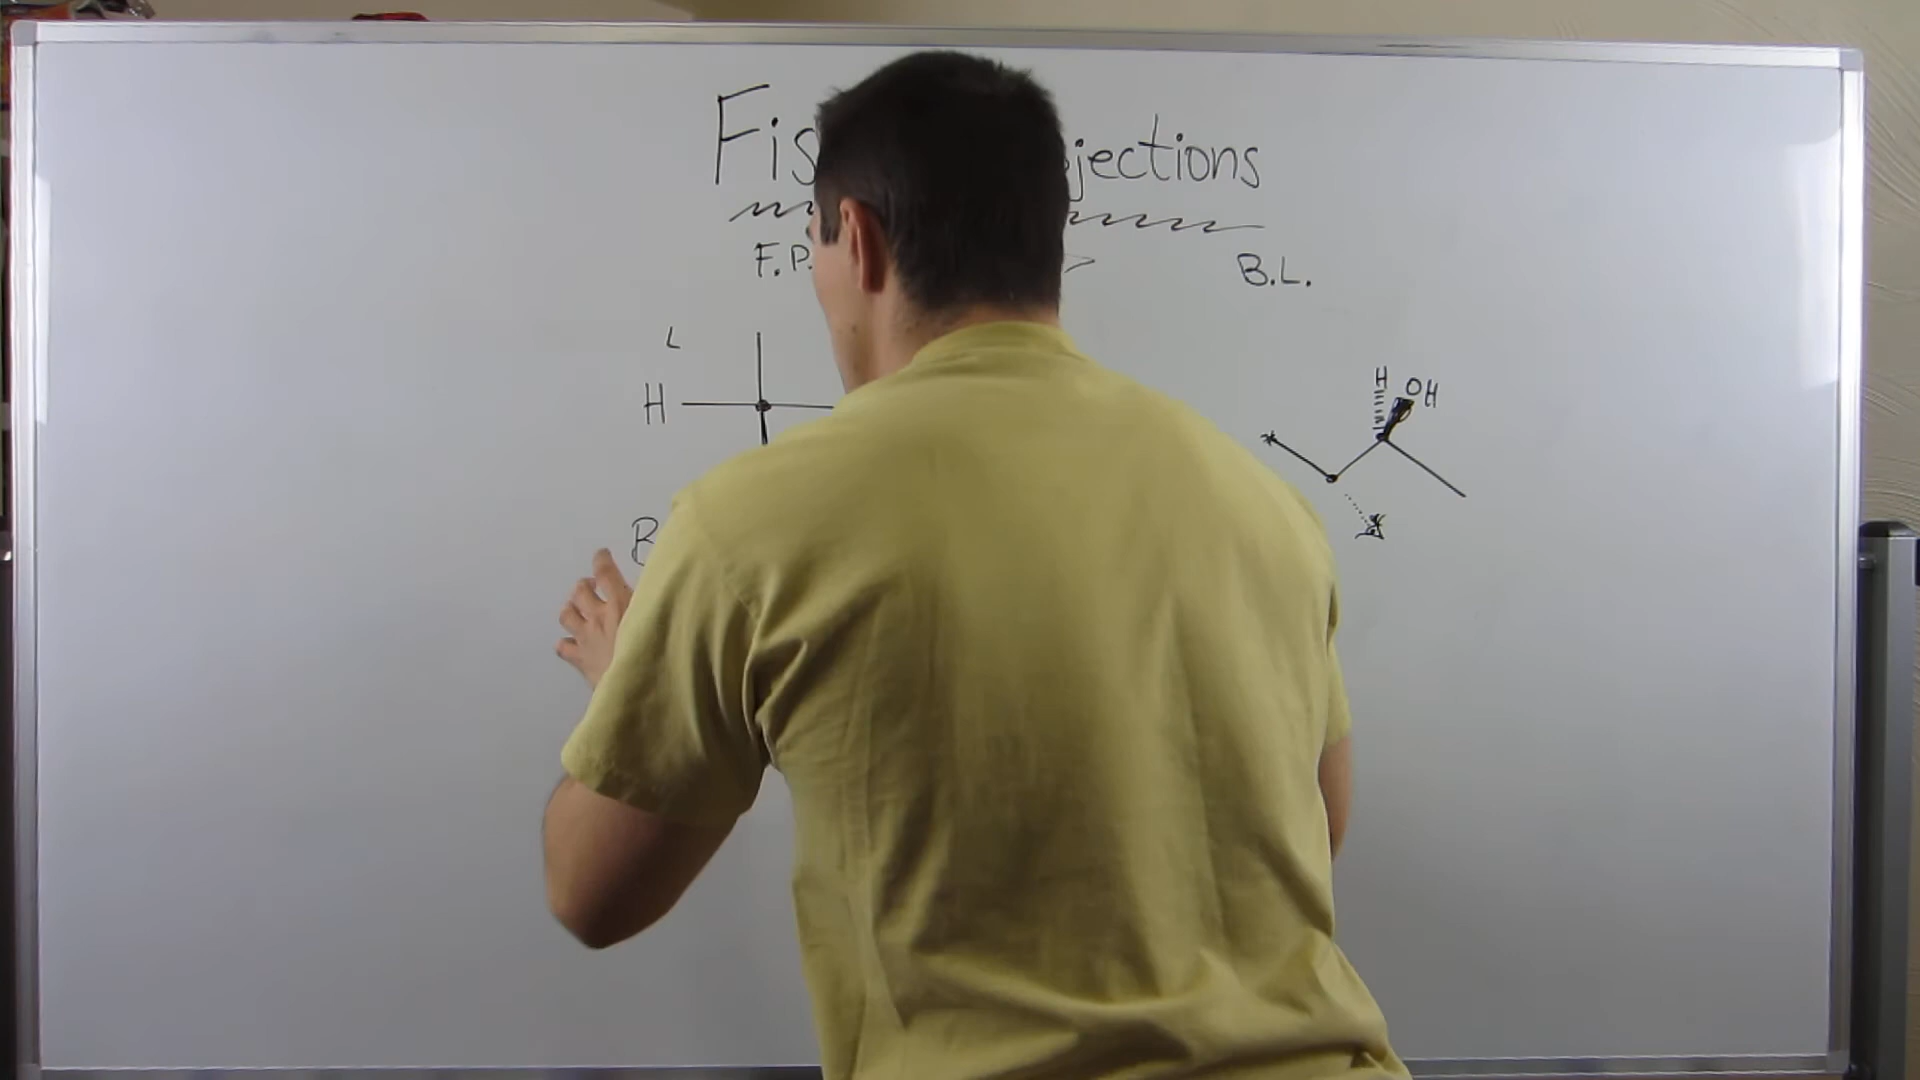 Fis jections
F.P. B.L.
L
H OH
H
B